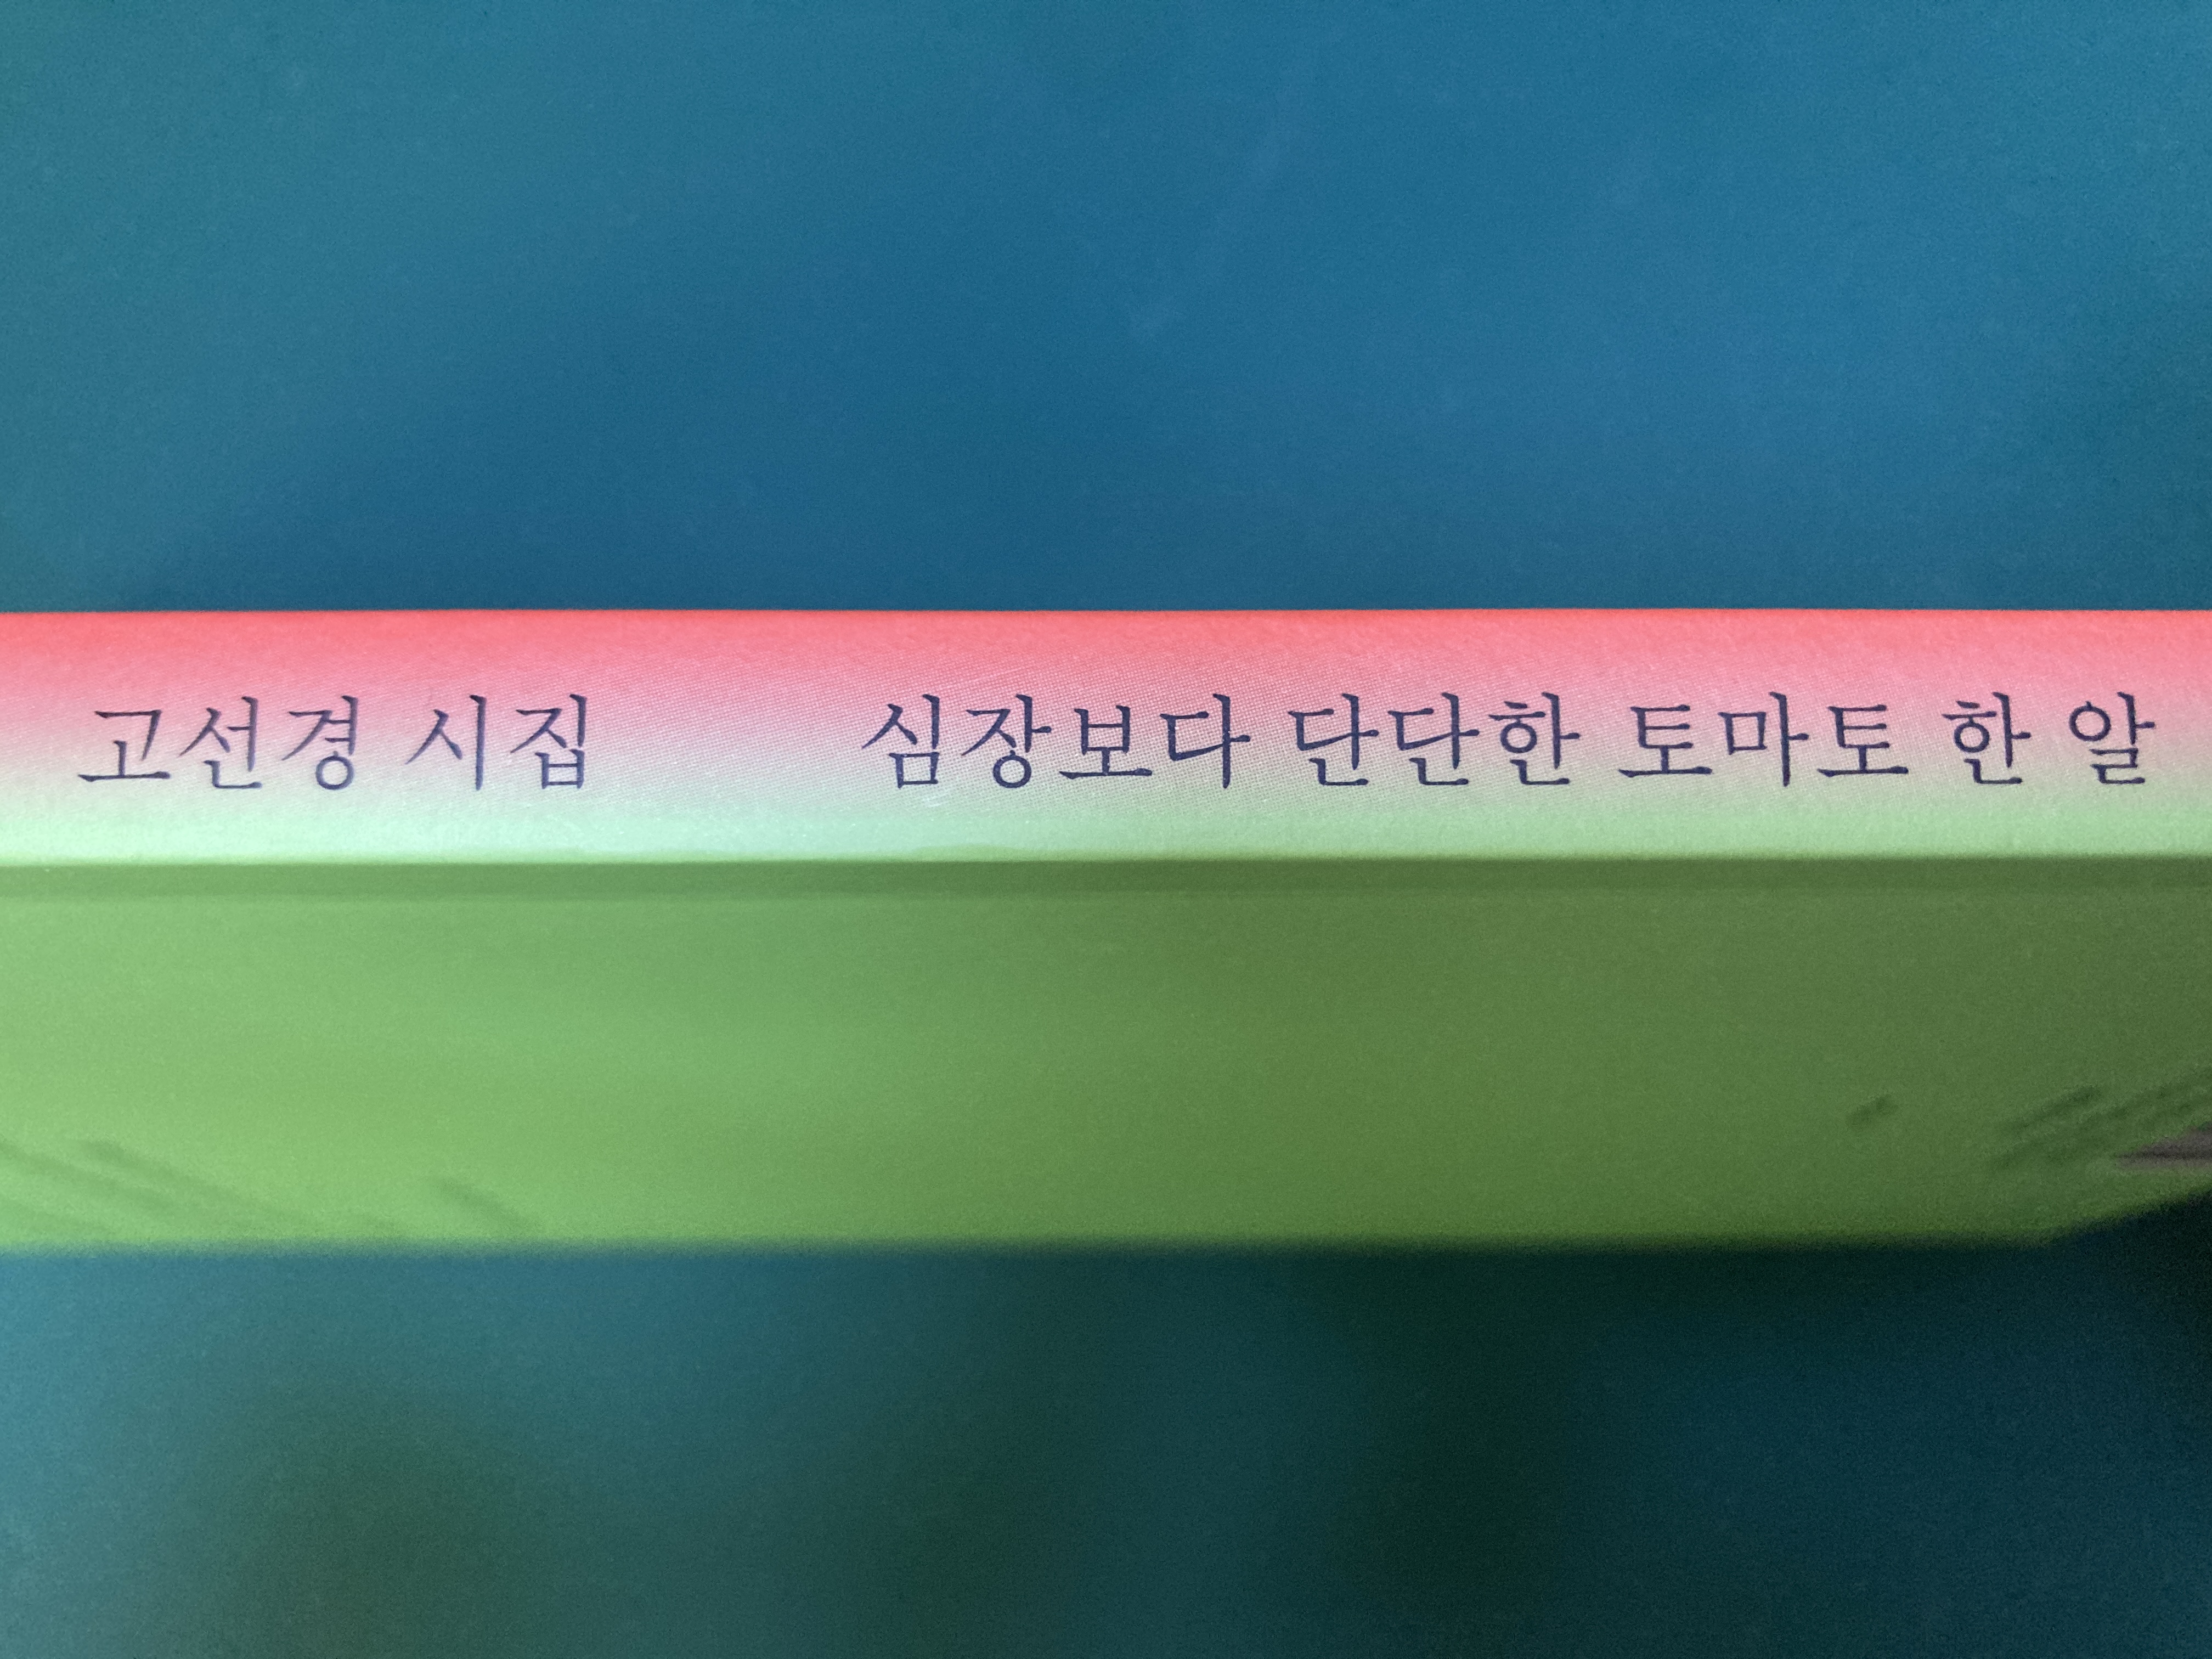 고선경 시집 심장보다 단단한 토마토 한 알